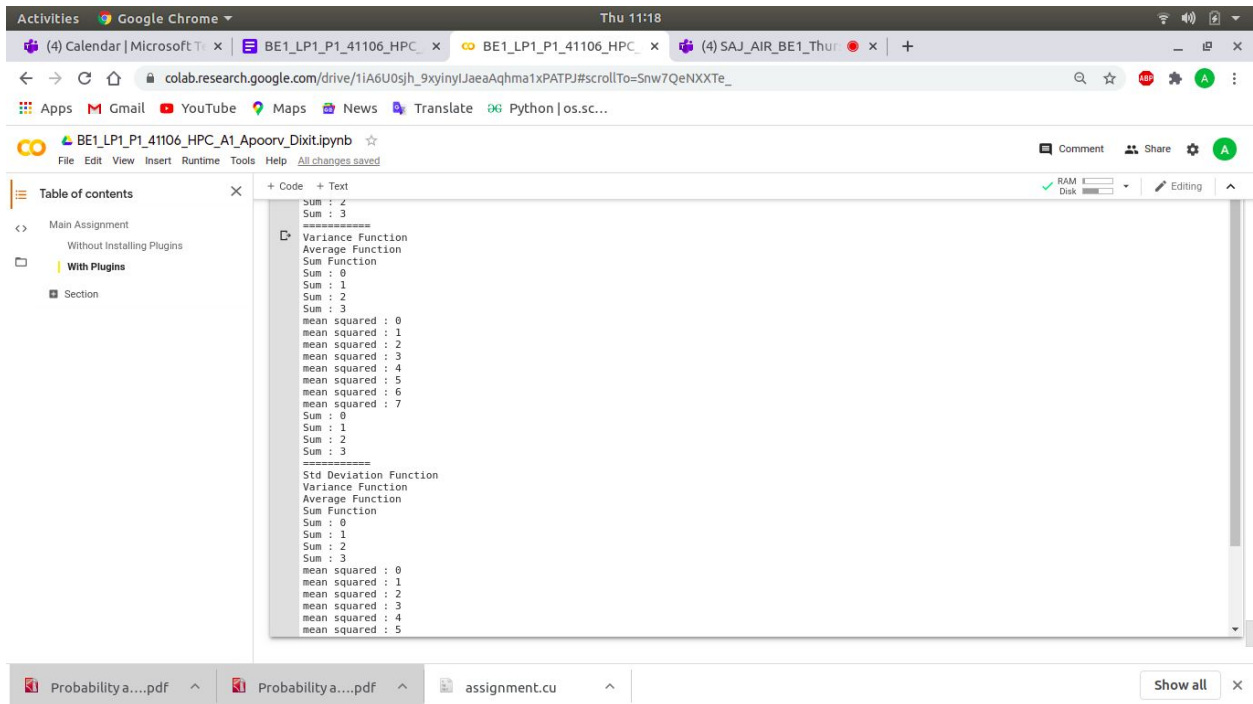 Activities Google Chrome Thu 11:18
(4) Calendar | Microsoft Te BE1_LP1_P1_41106_HPC_ BE1_LP1_P1_41106_HPC_ (4) SAJ_AIR_BE1_Thur
colab.research.google.com/drive/1iA6U0sjh_9xyinyIJaeaAqhma1xPATPJ#scrollTo=Snw7QeNXXTe_
Apps Gmail YouTube Maps News Translate Python | os.sc...
BE1_LP1_P1_41106_HPC_A1_Apoorv_Dixit.ipynb
Comment Share A
File Edit View Insert Runtime Tools Help All changes saved
Table of contents
+ Code + Text
RAM
Disk
Editing
Main Assignment
Without Installing Plugins
With Plugins
Section
Sum : 2
Sum : 3
===========
Variance Function
Average Function
Sum Function
Sum : 0
Sum : 1
Sum : 2
Sum : 3
mean squared : 0
mean squared : 1
mean squared : 2
mean squared : 3
mean squared : 4
mean squared : 5
mean squared : 6
mean squared : 7
Sum : 0
Sum : 1
Sum : 2
Sum : 3
===========
Std Deviation Function
Variance Function
Average Function
Sum Function
Sum : 0
Sum : 1
Sum : 2
Sum : 3
mean squared : 0
mean squared : 1
mean squared : 2
mean squared : 3
mean squared : 4
mean squared : 5
Probability a....pdf Probability a....pdf assignment.cu Show all